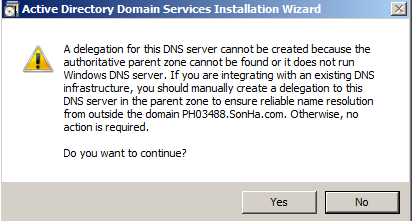 Active Directory Domain Services Installation Wizard
A delegation for this DNS server cannot be created because the
authoritative parent zone cannot be found or it does not run
Windows DNS server. If you are integrating with an existing DNS
infrastructure, you should manually create a delegation to this
DNS server in the parent zone to ensure reliable name resolution
from outside the domain PH03488.SonHa.com. Otherwise, no
action is required.
Do you want to continue?
Yes
No